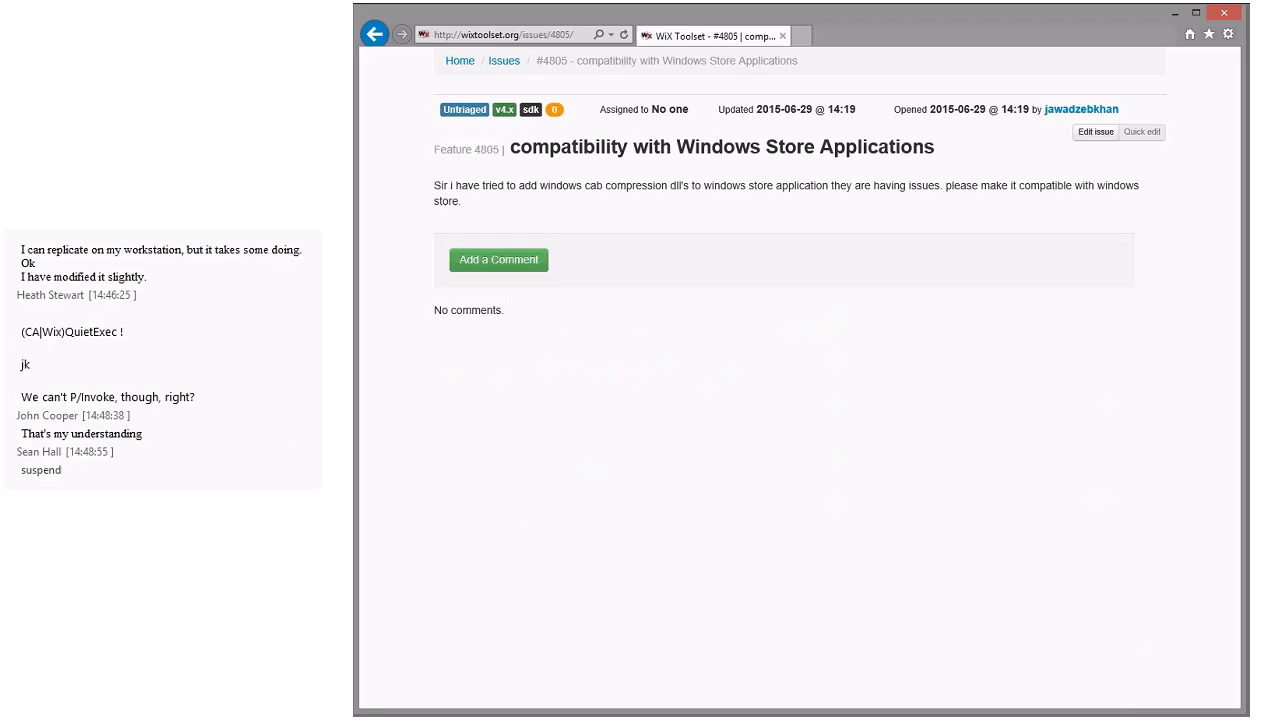 I can replicate on my workstation, but it takes some doing.
Ok
I have modified it slightly.
Heath Stewart [14:46:25 ]
(CA|Wix)QuietExec !
jk
We can't P/Invoke, though, right?
John Cooper [14:48:38 ]
That's my understanding
Sean Hall [14:48:55 ]
suspend
http://wixtoolset.org/issues/4805/
WiX Toolset - #4805 | comp...
Home / Issues / #4805 - compatibility with Windows Store Applications
Untriaged v4.x sdk 0 Assigned to No one Updated 2015-06-29 @ 14:19 Opened 2015-06-29 @ 14:19 by jawadzebkhan
Edit issue Quick edit
Feature 4805 | compatibility with Windows Store Applications
Sir i have tried to add windows cab compression dll's to windows store application they are having issues. please make it compatible with windows
store.
Add a Comment
No comments.